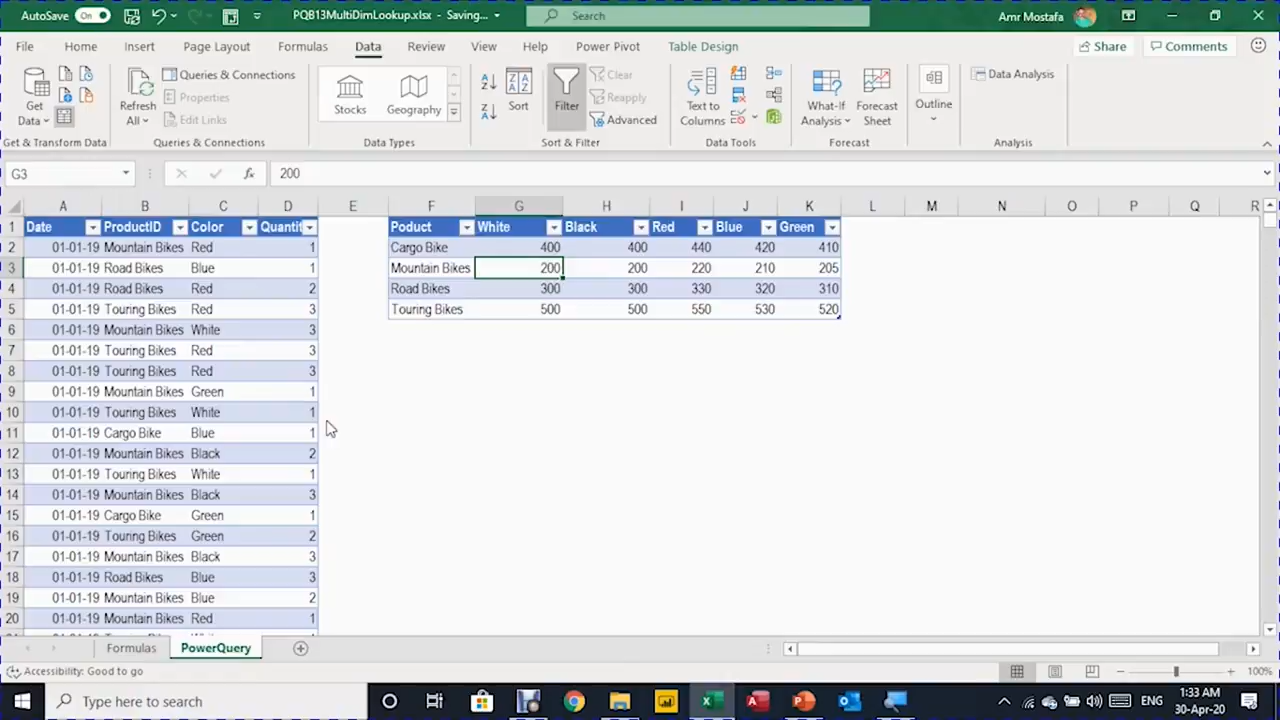 AutoSave On PQB13MultiDimLookup.xlsx - Saving... Search Amr Mostafa
File Home Insert Page Layout Formulas Data Review View Help Power Pivot Table Design Share Comments
Get Data Refresh All Queries & Connections Properties Edit Links Stocks Geography Sort Filter Clear Reapply Advanced Text to Columns What-If Analysis Forecast Sheet Outline Data Analysis
Get & Transform Data Queries & Connections Data Types Sort & Filter Data Tools Forecast Analysis
G3 fx 200
A B C D E F G H I J K L M N O P Q R
1 Date ProductID Color Quantit Poduct White Black Red Blue Green
2 01-01-19 Mountain Bikes Red 1 Cargo Bike 400 400 440 420 410
3 01-01-19 Road Bikes Blue 1 Mountain Bikes 200 200 220 210 205
4 01-01-19 Road Bikes Red 2 Road Bikes 300 300 330 320 310
5 01-01-19 Touring Bikes Red 3 Touring Bikes 500 500 550 530 520
6 01-01-19 Mountain Bikes White 3
7 01-01-19 Touring Bikes Red 3
8 01-01-19 Touring Bikes Red 3
9 01-01-19 Mountain Bikes Green 1
10 01-01-19 Touring Bikes White 1
11 01-01-19 Cargo Bike Blue 1
12 01-01-19 Mountain Bikes Black 2
13 01-01-19 Touring Bikes White 1
14 01-01-19 Mountain Bikes Black 3
15 01-01-19 Cargo Bike Green 1
16 01-01-19 Touring Bikes Green 2
17 01-01-19 Mountain Bikes Black 3
18 01-01-19 Road Bikes Blue 3
19 01-01-19 Mountain Bikes Blue 2
20 01-01-19 Mountain Bikes Red 1
Formulas PowerQuery
Accessibility: Good to go 100%
Type here to search ENG 1:33 AM
30-Apr-20